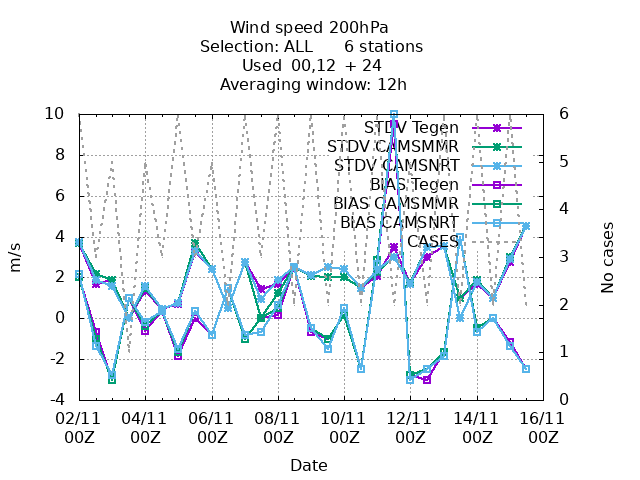 Wind speed 200hPa
Selection: ALL 6 stations
Used 00,12 + 24
Averaging window: 12h
10
8
6
4
2
0
-2
-4
m/s
6
5
4
3
2
1
0
No cases
STDV Tegen
STDV CAMSMMR
STDV CAMSNRT
BIAS Tegen
BIAS CAMSMMR
BIAS CAMSNRT
CASES
02/11 04/11 06/11 08/11 10/11 12/11 14/11 16/11
00Z 00Z 00Z 00Z 00Z 00Z 00Z 00Z
Date